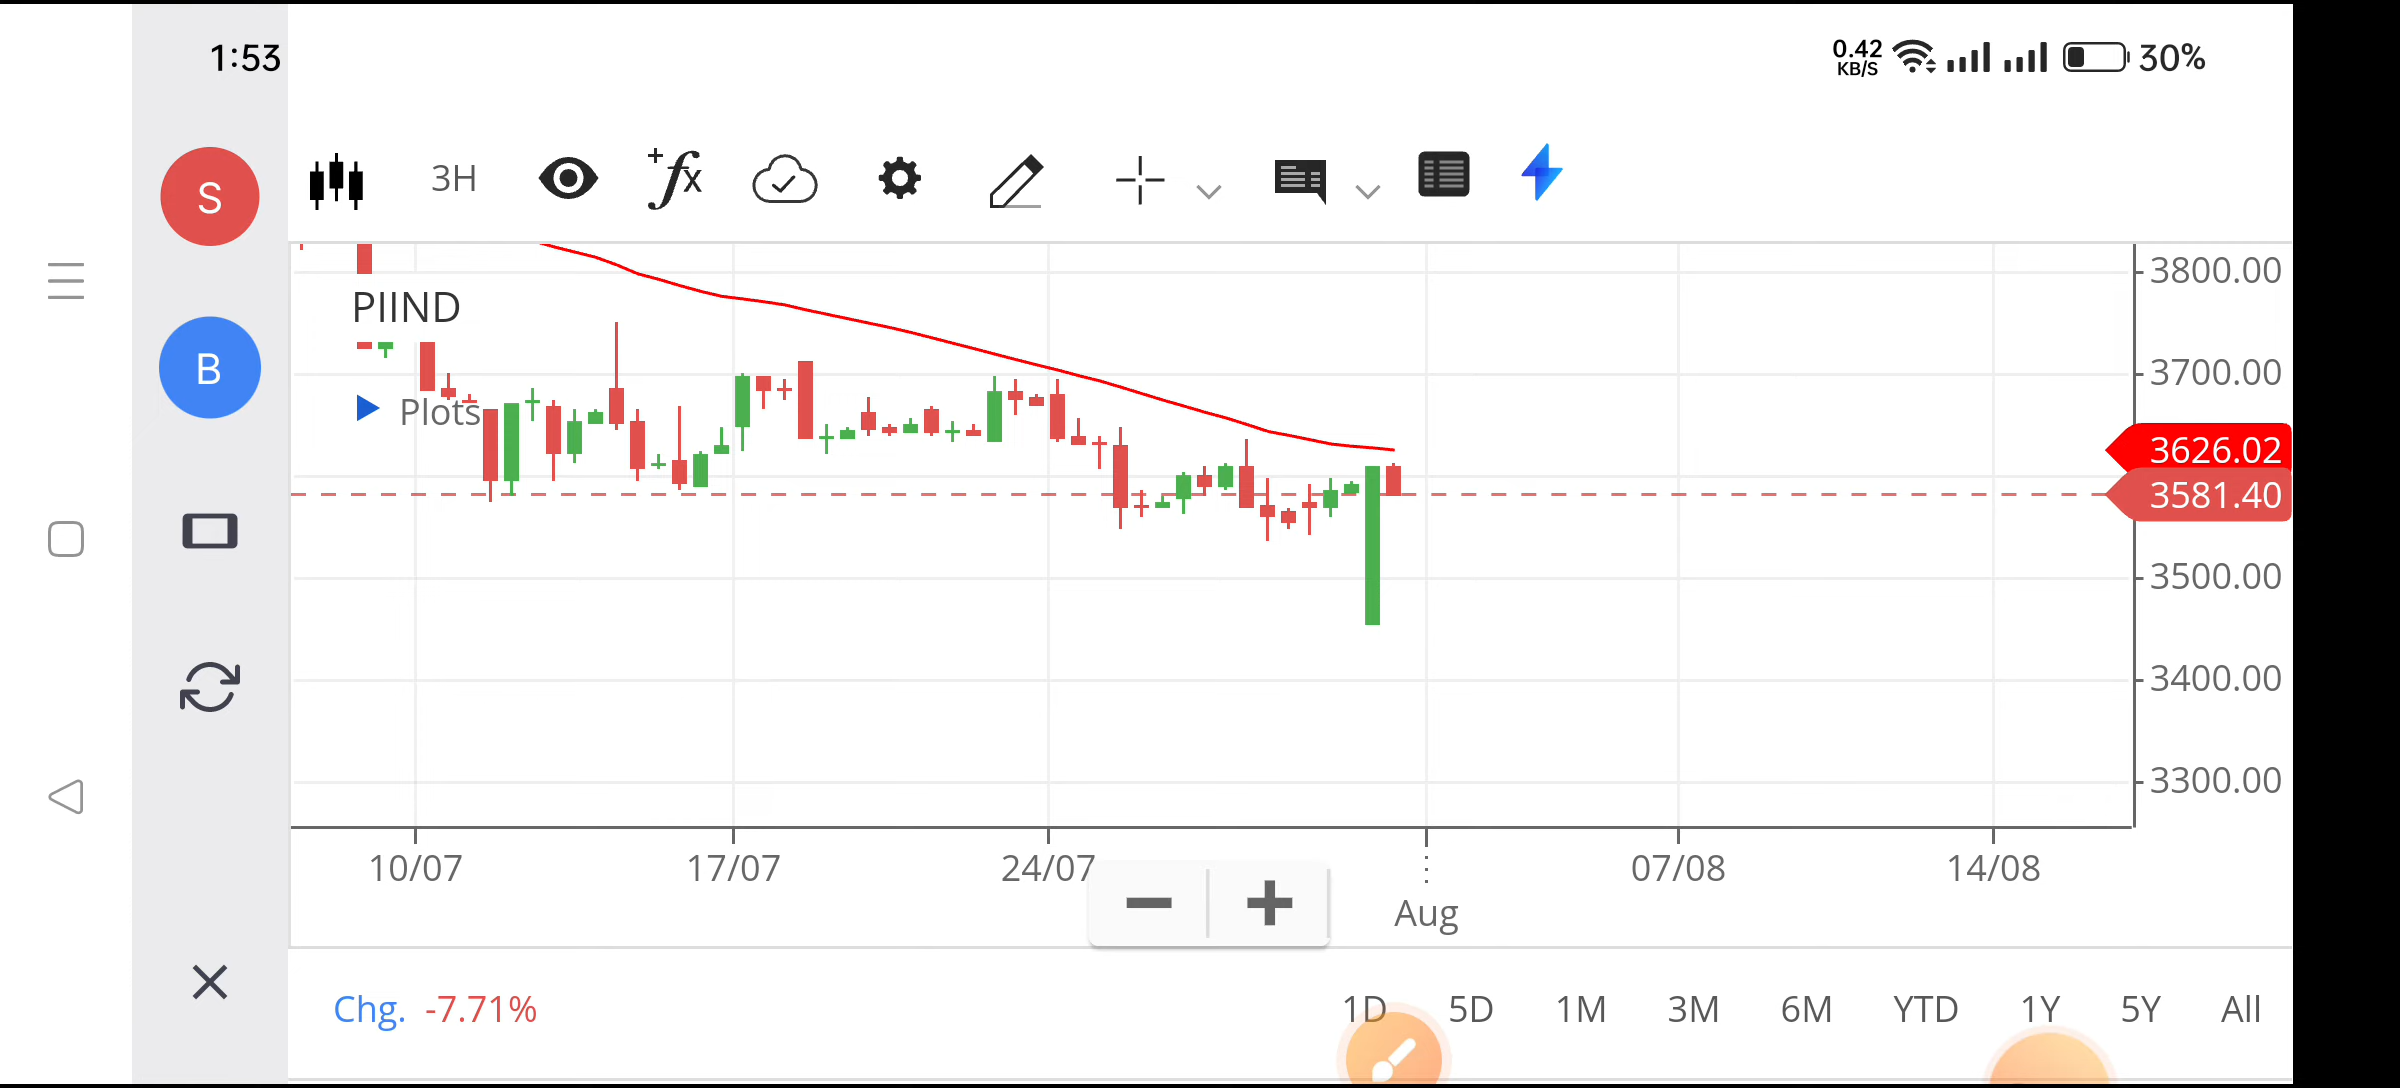 1:53
0.42
KB/S
30%
S
3H
+fx
B
PIIND
Plots
3800.00
3700.00
3626.02
3581.40
3500.00
3400.00
3300.00
10/07
17/07
24/07
Aug
07/08
14/08
Chg. -7.71%
1D 5D 1M 3M 6M YTD 1Y 5Y All